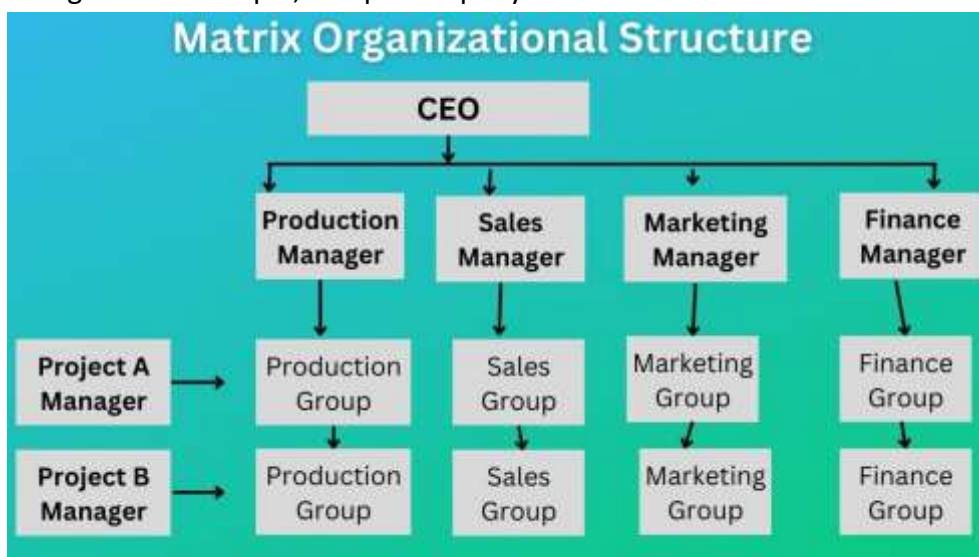 Matrix Organizational Structure
CEO
Production
Manager
Sales
Manager
Marketing
Manager
Finance
Manager
Project A
Manager
Production
Group
Sales
Group
Marketing
Group
Finance
Group
Project B
Manager
Production
Group
Sales
Group
Marketing
Group
Finance
Group